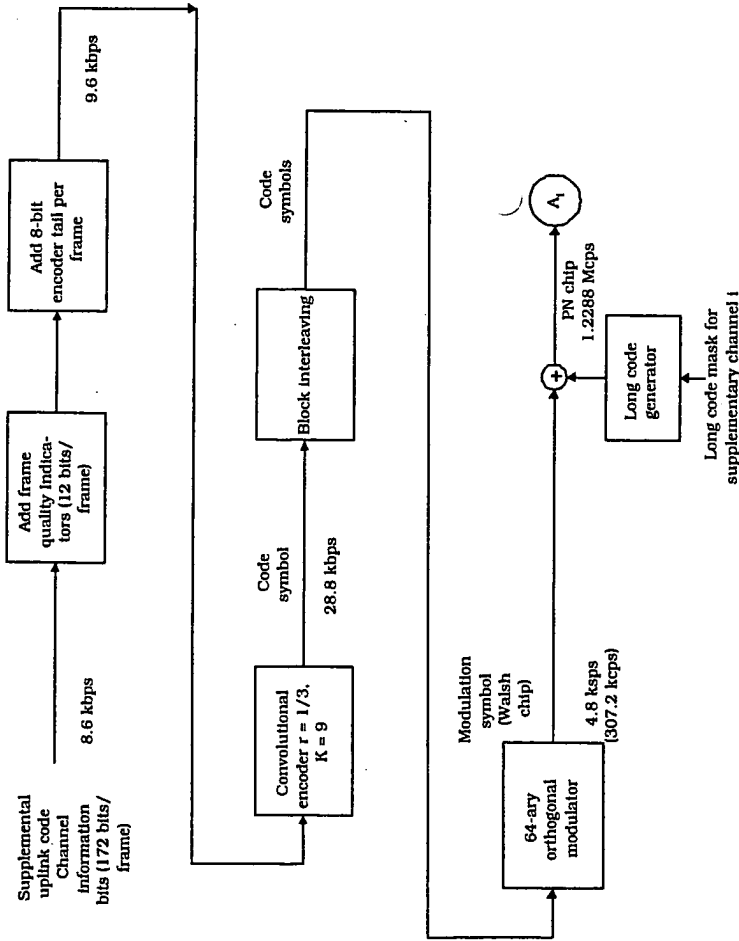 Supplemental
uplink code
Channel
information
bits (172 bits/
frame)
8.6 kbps
Add frame
quality indica-
tors (12 bits/
frame)
Add 8-bit
encoder tail per
frame
9.6 kbps
Convolutional
encoder r = 1/3,
K = 9
Code
symbol
28.8 kbps
Block interleaving
Code
symbols
64-ary
orthogonal
modulator
Modulation
symbol
(Walsh
chip)
4.8 ksps
(307.2 kcps)
+
PN chip
1.2288 Mcps
A₁
Long code
generator
Long code mask for
supplementary channel i